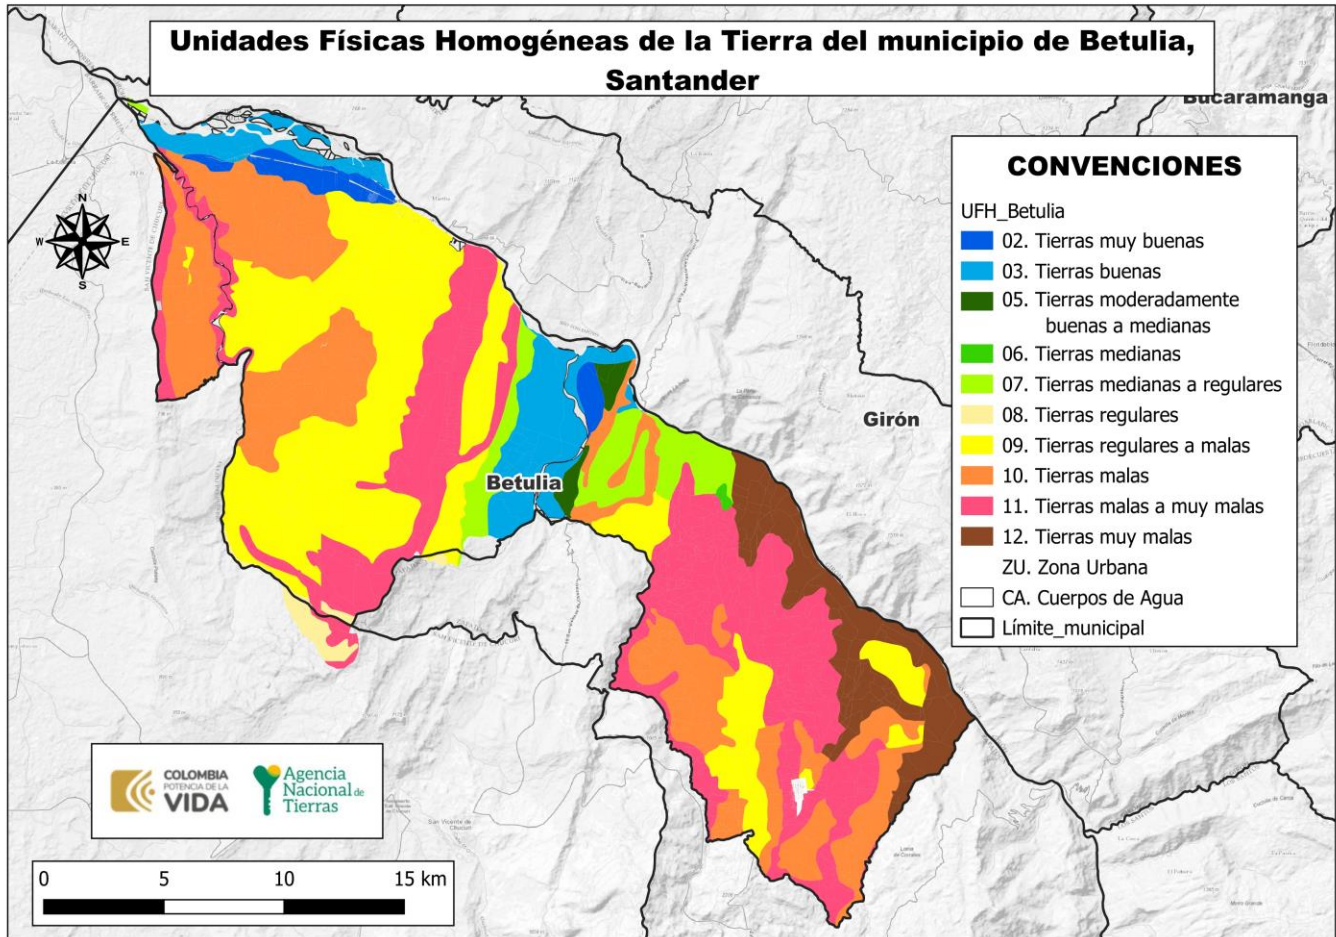 Unidades Físicas Homogéneas de la Tierra del municipio de Betulia,
Santander
Bucaramanga
CONVENCIONES
UFH_Betulia
02. Tierras muy buenas
03. Tierras buenas
05. Tierras moderadamente
buenas a medianas
06. Tierras medianas
07. Tierras medianas a regulares
08. Tierras regulares
09. Tierras regulares a malas
10. Tierras malas
11. Tierras malas a muy malas
12. Tierras muy malas
ZU. Zona Urbana
CA. Cuerpos de Agua
Límite_municipal
N
W
E
S
Girón
Betulia
COLOMBIA
POTENCIA DE LA
VIDA
Agencia
Nacional de
Tierras
San Vicente de
Chucurí
0 5 10 15 km